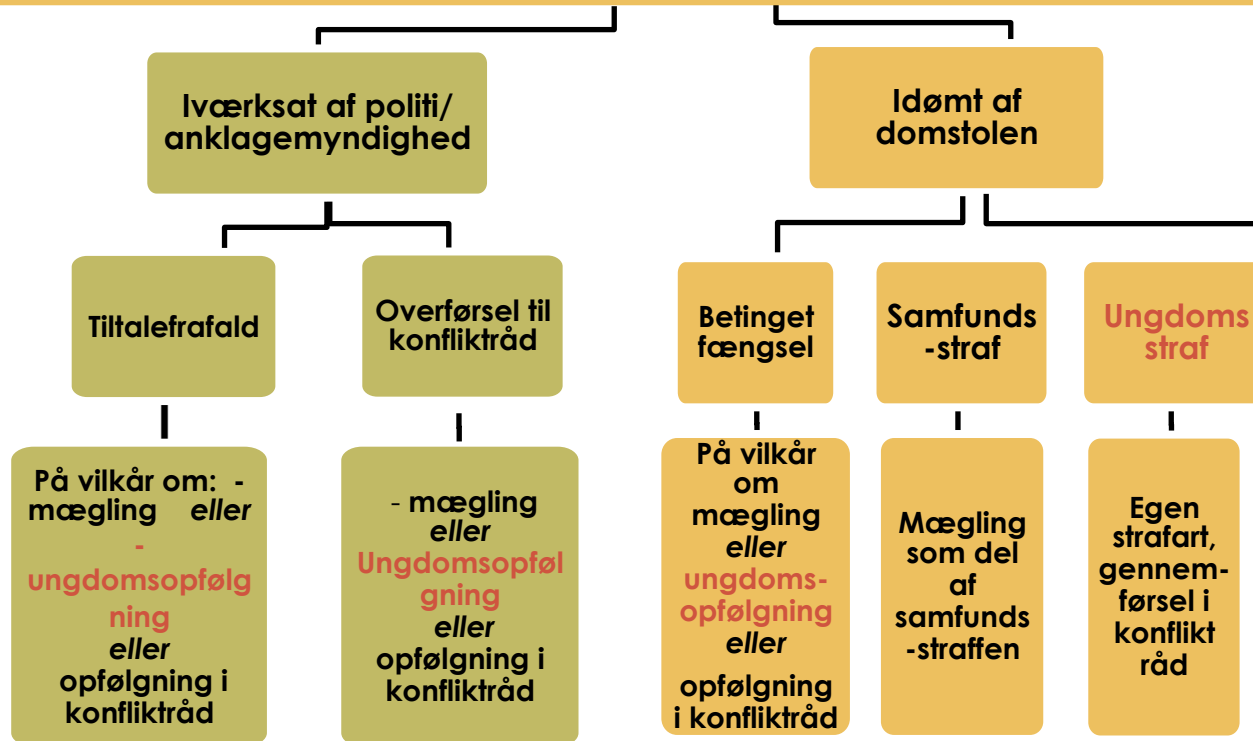 Iværksat af politi/
anklagemyndighed
Idømt af
domstolen
Tiltalefrafald
Overførsel til
konfliktråd
Betinget
fængsel
Samfunds
-straf
Ungdoms
straf
På vilkår om: -
mægling eller
-
ungdomsopfølg
ning
eller
opfølgning i
konfliktråd
- mægling
eller
Ungdomsopføl
gning
eller
opfølgning i
konfliktråd
På vilkår
om
mægling
eller
ungdoms-
opfølgning
eller
opfølgning
i konfliktråd
Mægling
som del
af
samfunds
-straffen
Egen
strafart,
gennem-
førsel i
konflikt
råd